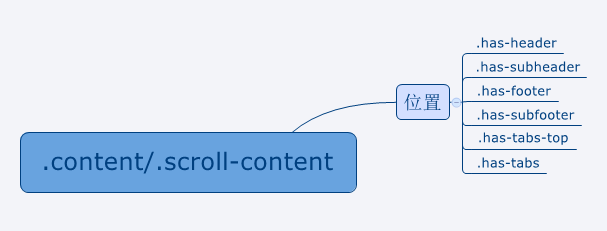 .content/.scroll-content
位置
.has-header
.has-subheader
.has-footer
.has-subfooter
.has-tabs-top
.has-tabs